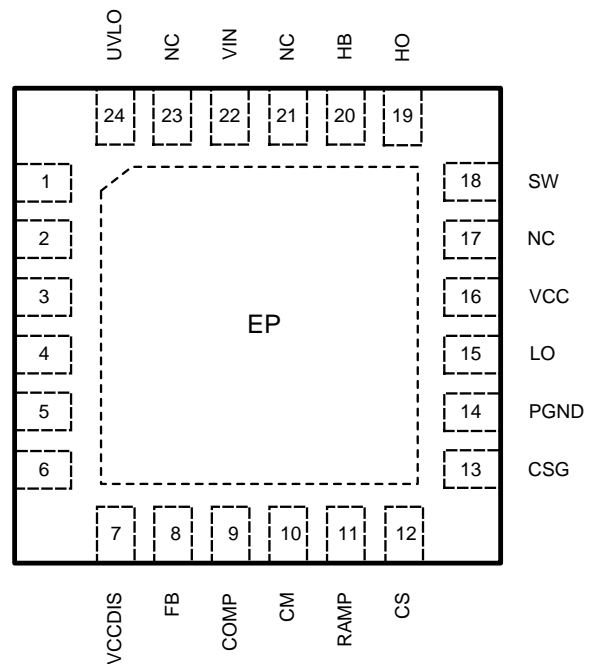 UVLO NC VIN NC HB HO
24 23 22 21 20 19
1 18 SW
2 17 NC
3 16 VCC
EP
4 15 LO
5 14 PGND
6 13 CSG
7 8 9 10 11 12
VCCDIS FB COMP CM RAMP CS